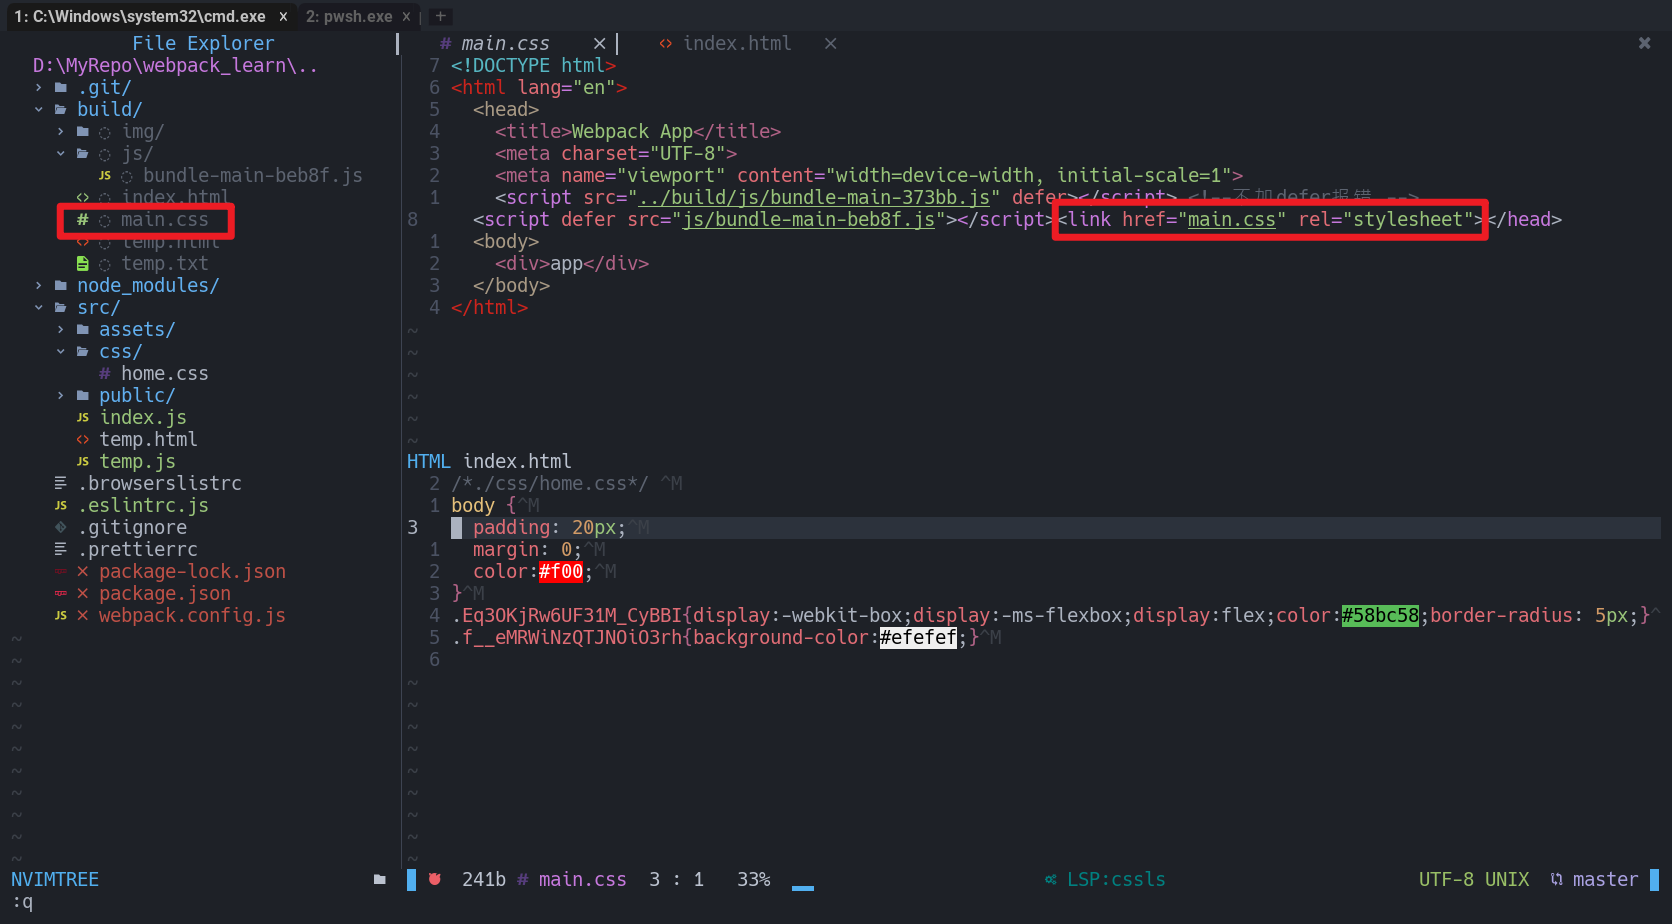 1: C:\Windows\system32\cmd.exe x 2: pwsh.exe x | +
File Explorer
D:\MyRepo\webpack_learn\..
.git/
build/
img/
js/
JS bundle-main-beb8f.js
<> index.html
# main.css
<> temp.html
temp.txt
node_modules/
src/
assets/
css/
# home.css
public/
JS index.js
<> temp.html
JS temp.js
.browserslistrc
JS .eslintrc.js
.gitignore
.prettierrc
× package-lock.json
× package.json
JS × webpack.config.js
# main.css × <> index.html ×
7 <!DOCTYPE html>
6 <html lang="en">
5 <head>
4 <title>Webpack App</title>
3 <meta charset="UTF-8">
2 <meta name="viewport" content="width=device-width, initial-scale=1">
1 <script src="../build/js/bundle-main-373bb.js" defer></script> <!--不加defer报错 -->
8 <script defer src="js/bundle-main-beb8f.js"></script><link href="main.css" rel="stylesheet"></head>
1 <body>
2 <div>app</div>
3 </body>
4 </html>
HTML index.html
2 /*./css/home.css*/ ^M
1 body {^M
3 padding: 20px;^M
1 margin: 0;^M
2 color:#f00;^M
3 }^M
4 .Eq3OKjRw6UF31M_CyBBI{display:-webkit-box;display:-ms-flexbox;display:flex;color:#58bc58;border-radius: 5px;}^
5 .f__eMRWiNzQTJNOiO3rh{background-color:#efefef;}^M
6
NVIMTREE 241b # main.css 3 : 1 33% LSP:cssls UTF-8 UNIX master
:q